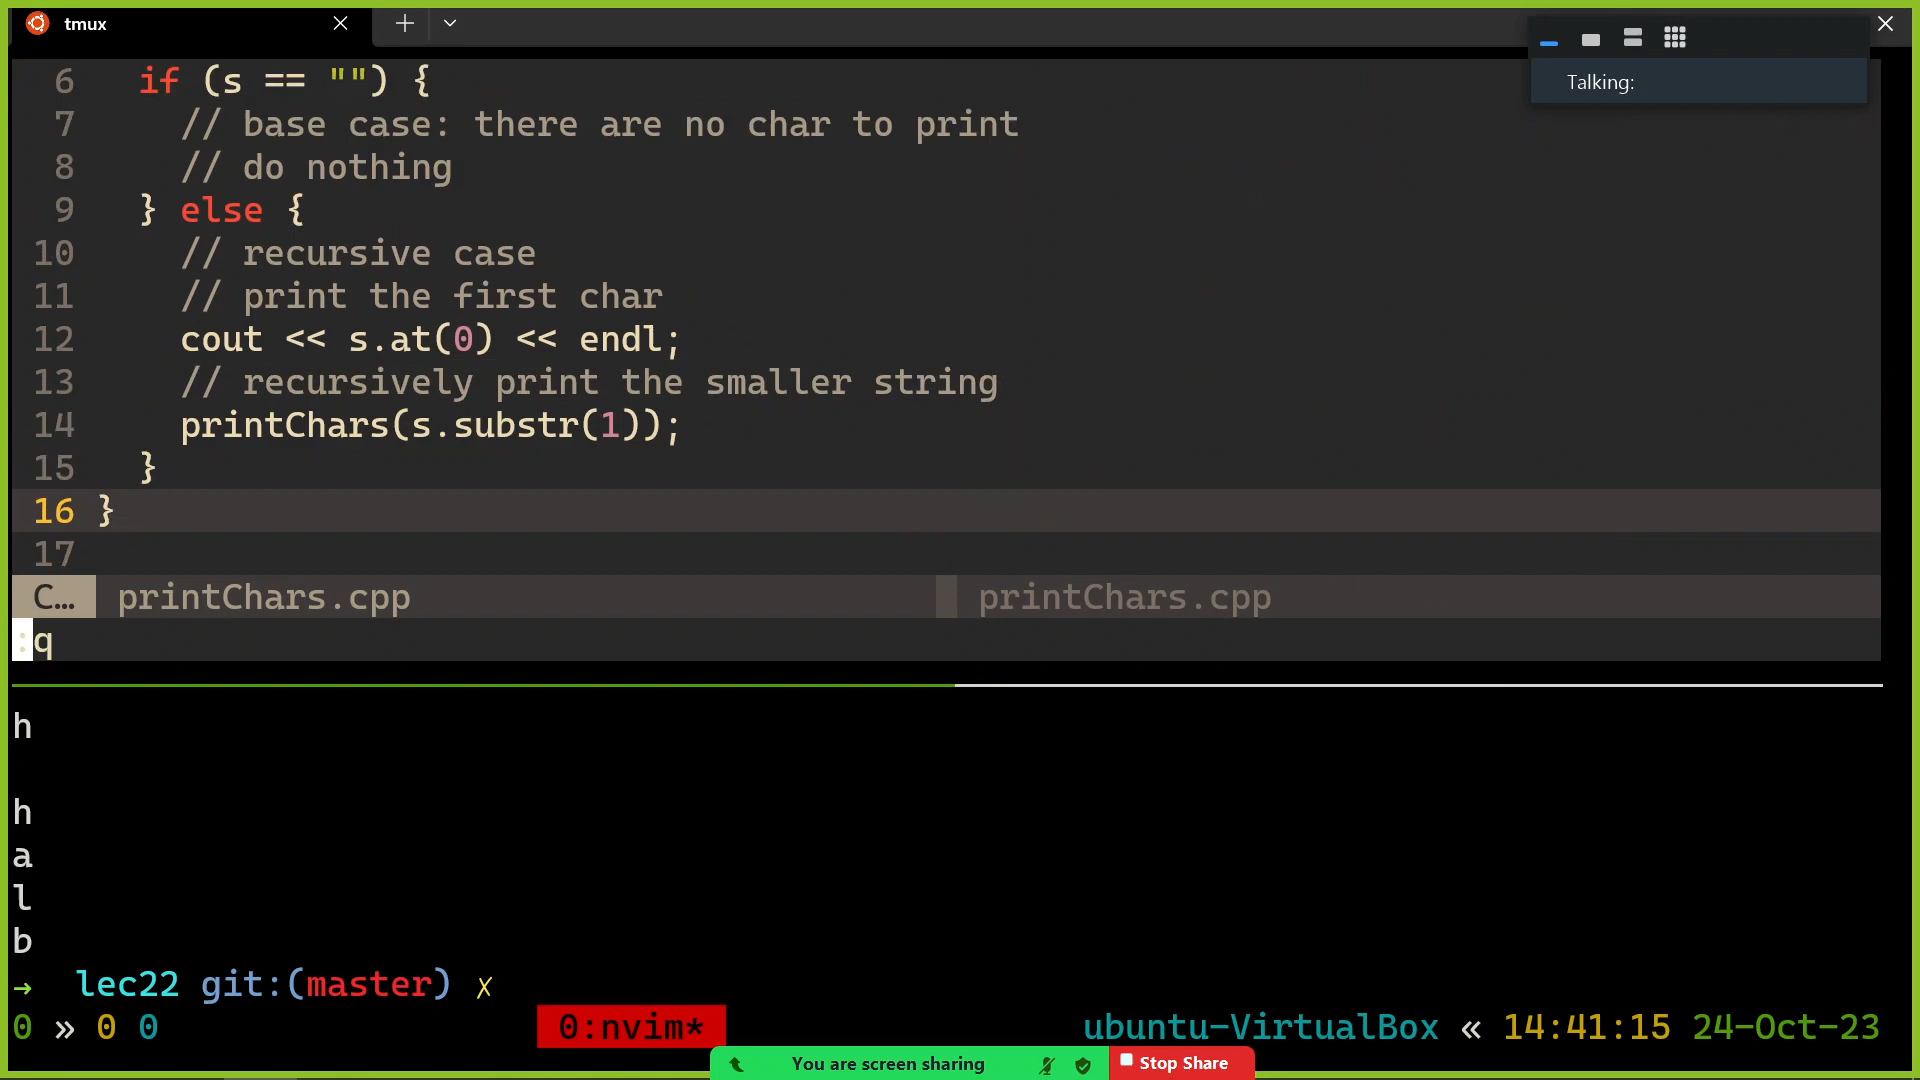 tmux
Talking:
6 if (s == "") {
7 // base case: there are no char to print
8 // do nothing
9 } else {
10 // recursive case
11 // print the first char
12 cout << s.at(0) << endl;
13 // recursively print the smaller string
14 printChars(s.substr(1));
15 }
16 }
17
C… printChars.cpp printChars.cpp
:q
h
h
a
l
b
→ lec22 git:(master) ✗
0 » 0 0 0:nvim* ubuntu-VirtualBox « 14:41:15 24-Oct-23
You are screen sharing Stop Share